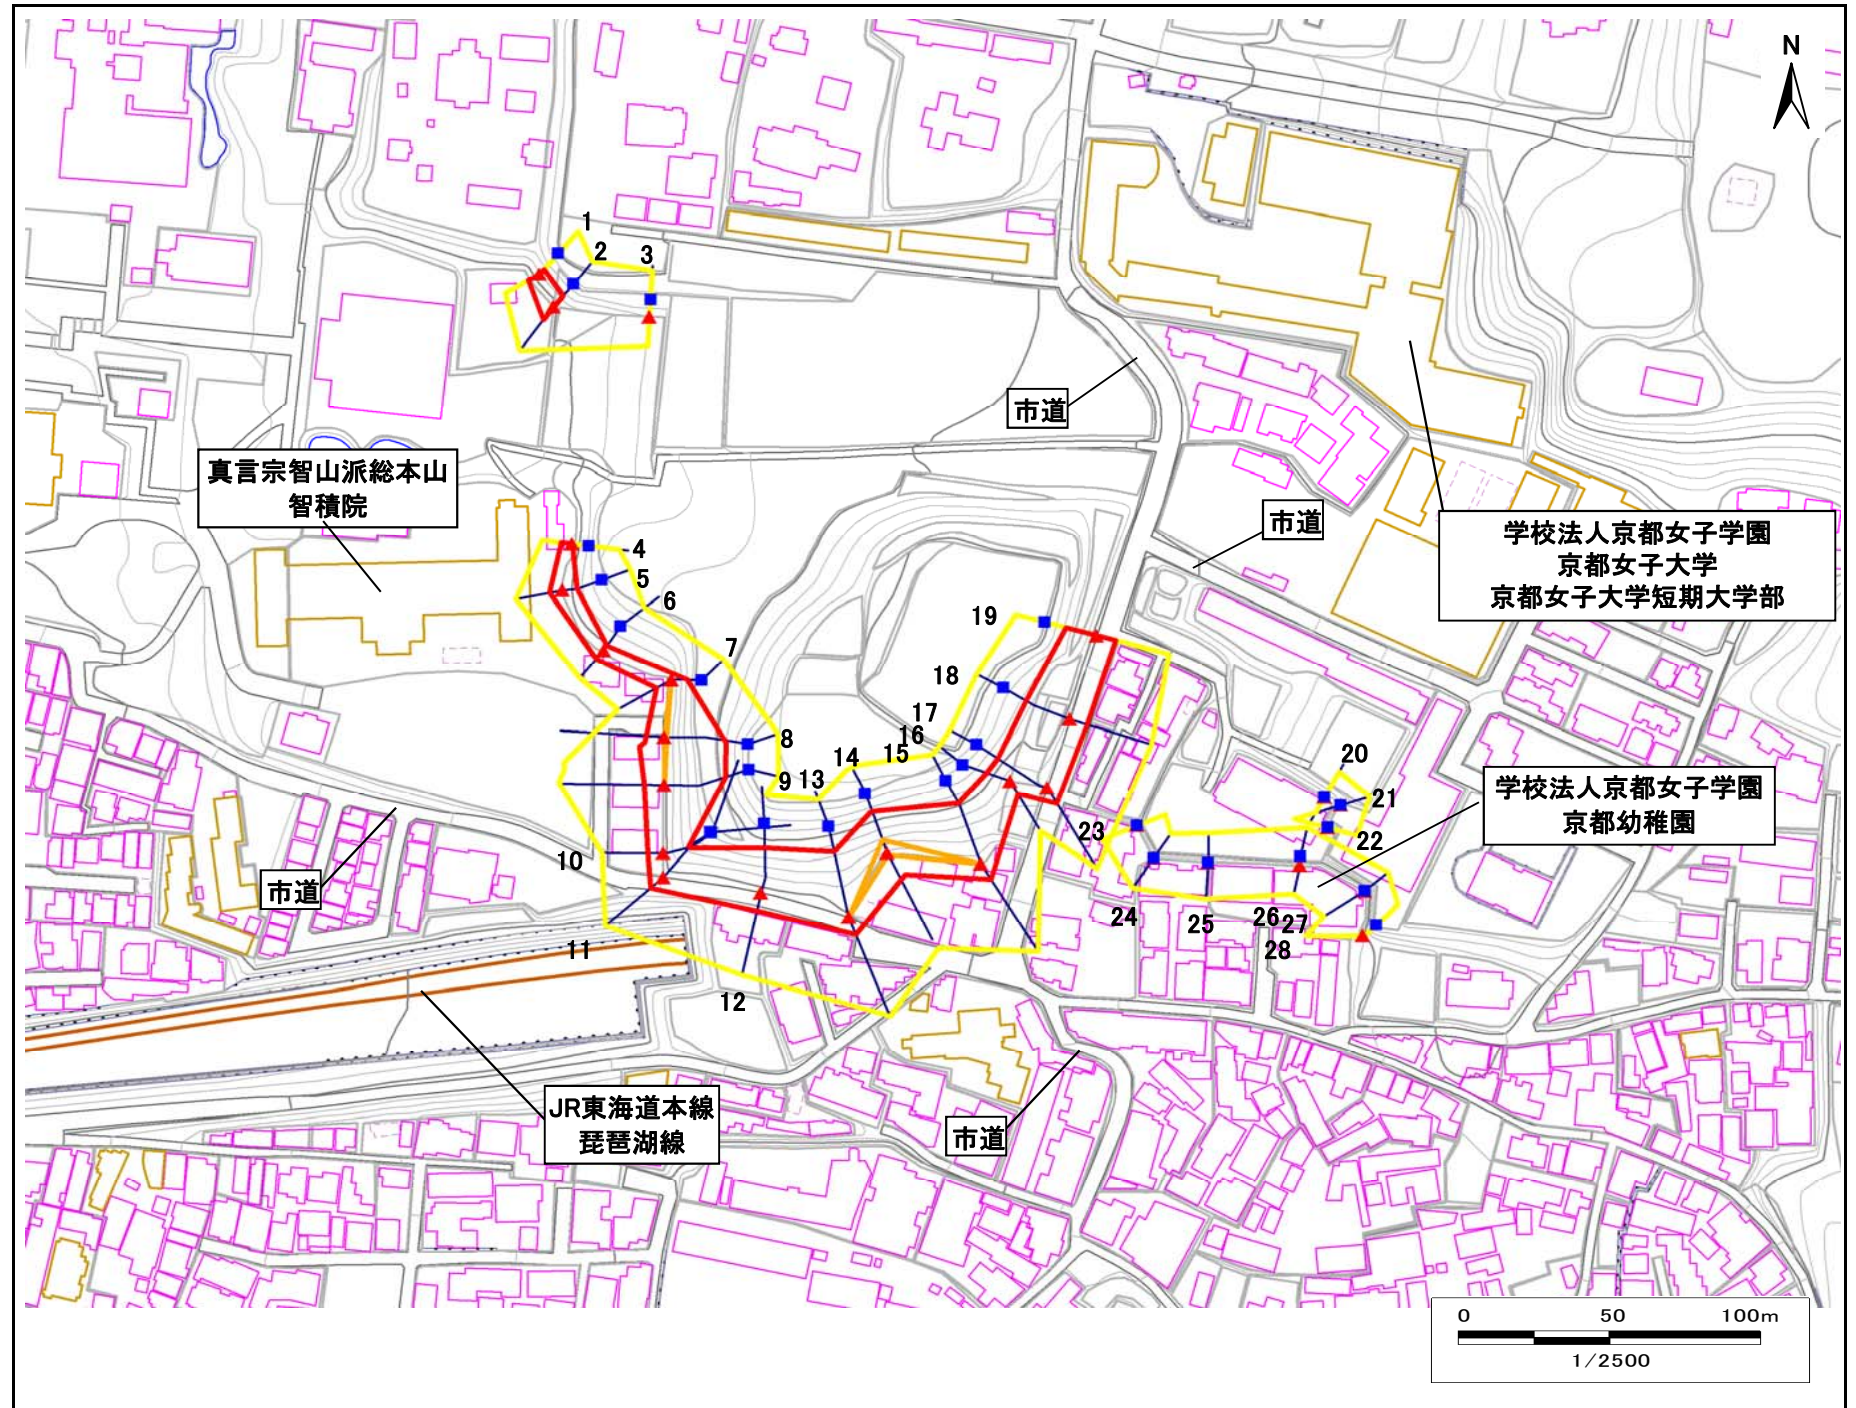 N
1
2
3
市道
真言宗智山派総本山
智積院
市道
学校法人京都女子学園
京都女子大学
京都女子大学短期大学部
4
5
6
7
8
9
13
14
15
16
17
18
19
20
21
22
学校法人京都女子学園
京都幼稚園
23
10
市道
24
25
26
27
28
11
12
JR東海道本線
琵琶湖線
市道
0 50 100m
1/2500